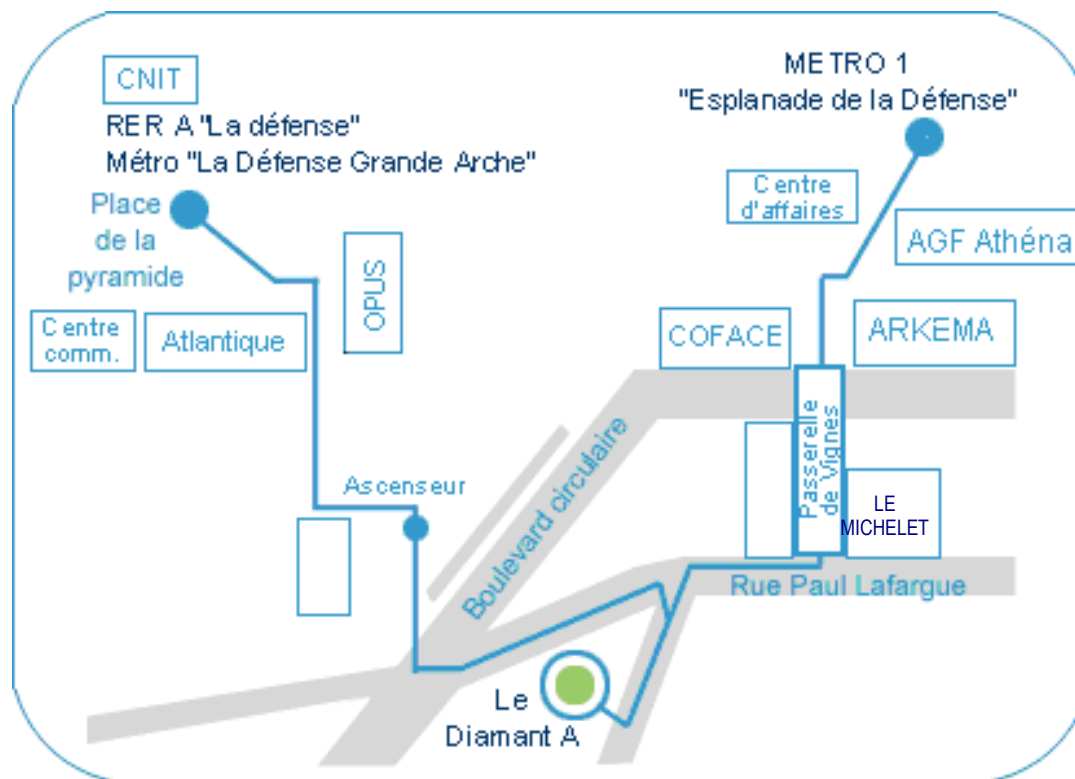 CNIT
RER A "La défense"
Métro "La Défense Grande Arche"
Place
de la
pyramide
Centre
comm.
Atlantique
OPUS
Ascenseur
METRO 1
"Esplanade de la Défense"
Centre
d'affaires
AGF Athéna
COFACE
ARKEMA
Passerelle
de Vignes
LE
MICHELET
Boulevard circulaire
Rue Paul Lafargue
Le
Diamant A